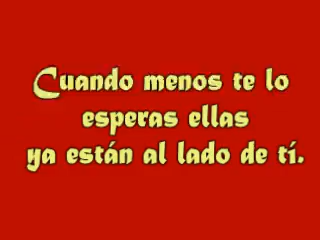 Cuando menos te lo
esperas ellas
ya están al lado de tí.